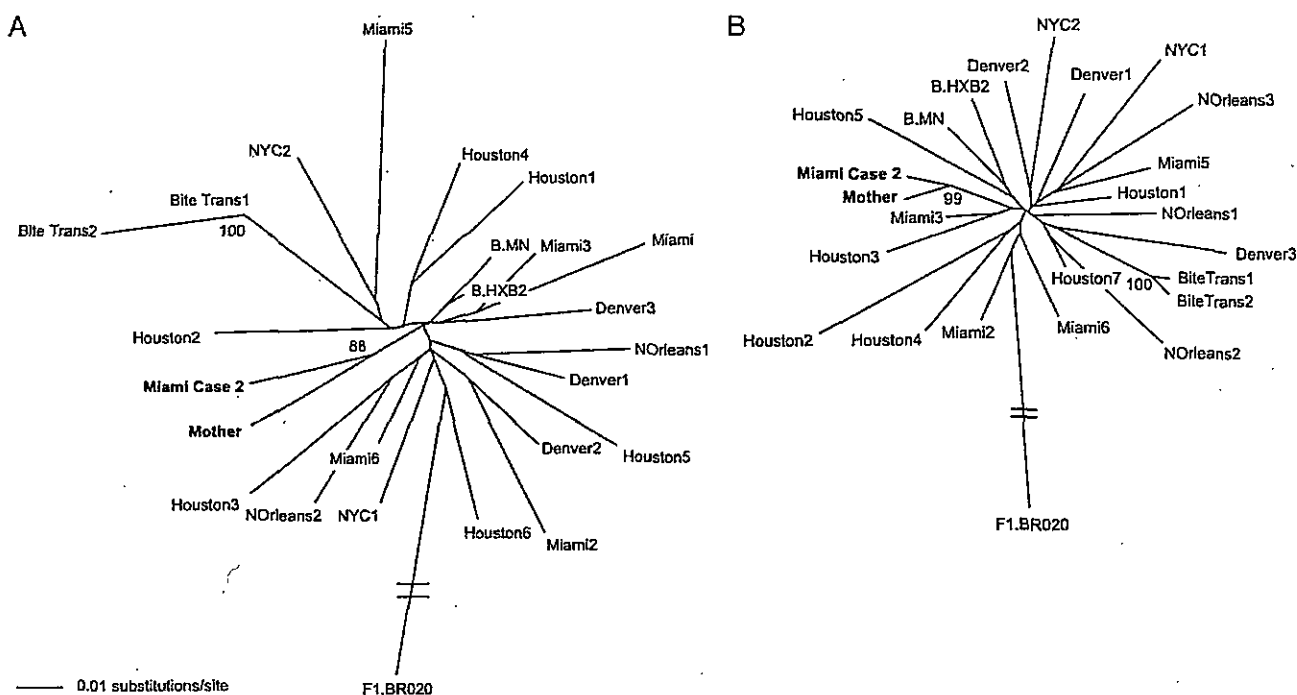 A
Miami5
NYC2
Houston4
Houston1
Bite Trans1
100
Bite Trans2
B.MN
Miami3
Miami
B.HXB2
Denver3
Houston2
88
NOrleans1
Miami Case 2
Denver1
Mother
Denver2
Houston5
Miami6
Houston3
NOrleans2
NYC1
Houston6
Miami2
0.01 substitutions/site
F1.BR020
B
NYC2
NYC1
Denver2
Denver1
B.HXB2
NOrleans3
Houston5
B.MN
Miami5
Miami Case 2
Houston1
Mother
99
NOrleans1
Miami3
Houston3
Denver3
Houston7
BiteTrans1
100
BiteTrans2
Miami6
Miami2
Houston4
Houston2
NOrleans2
F1.BR020